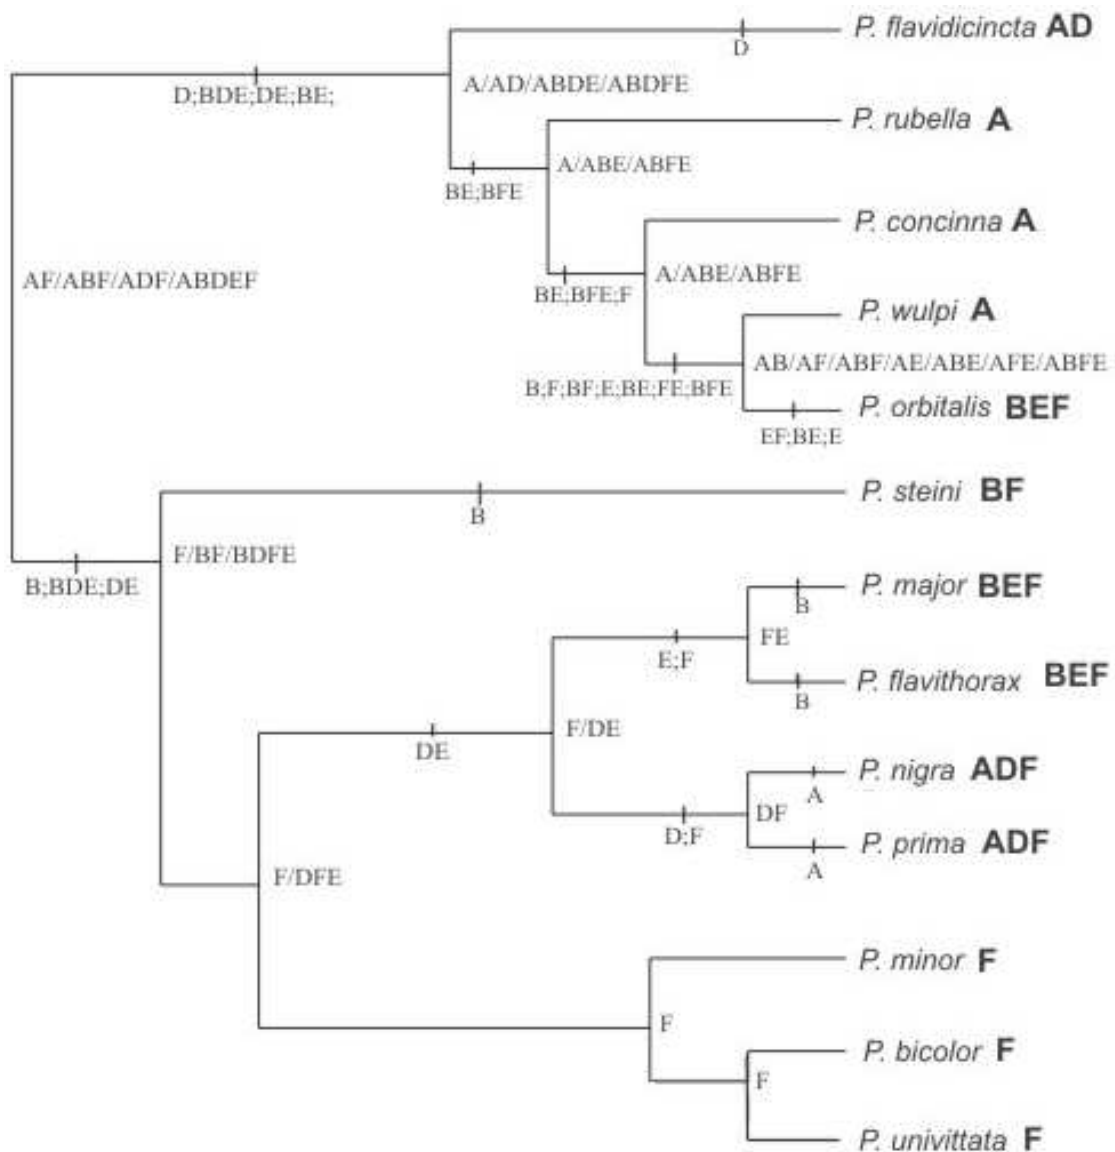 P. flavidicincta AD
D
D;BDE;DE;BE;
A/AD/ABDE/ABDFE
P. rubella A
BE;BFE
A/ABE/ABFE
P. concinna A
AF/ABF/ADF/ABDEF
BE;BFE;F
A/ABE/ABFE
P. wulpi A
B;F;BF;E;BE;FE;BFE
AB/AF/ABF/AE/ABE/AFE/ABFE
P. orbitalis BEF
EF;BE;E
P. steini BF
B
B;BDE;DE
F/BF/BDFE
P. major BEF
B
E;F
FE
P. flavithorax BEF
B
DE
F/DE
P. nigra ADF
A
D;F
DF
P. prima ADF
A
F/DFE
P. minor F
F
P. bicolor F
F
P. univittata F